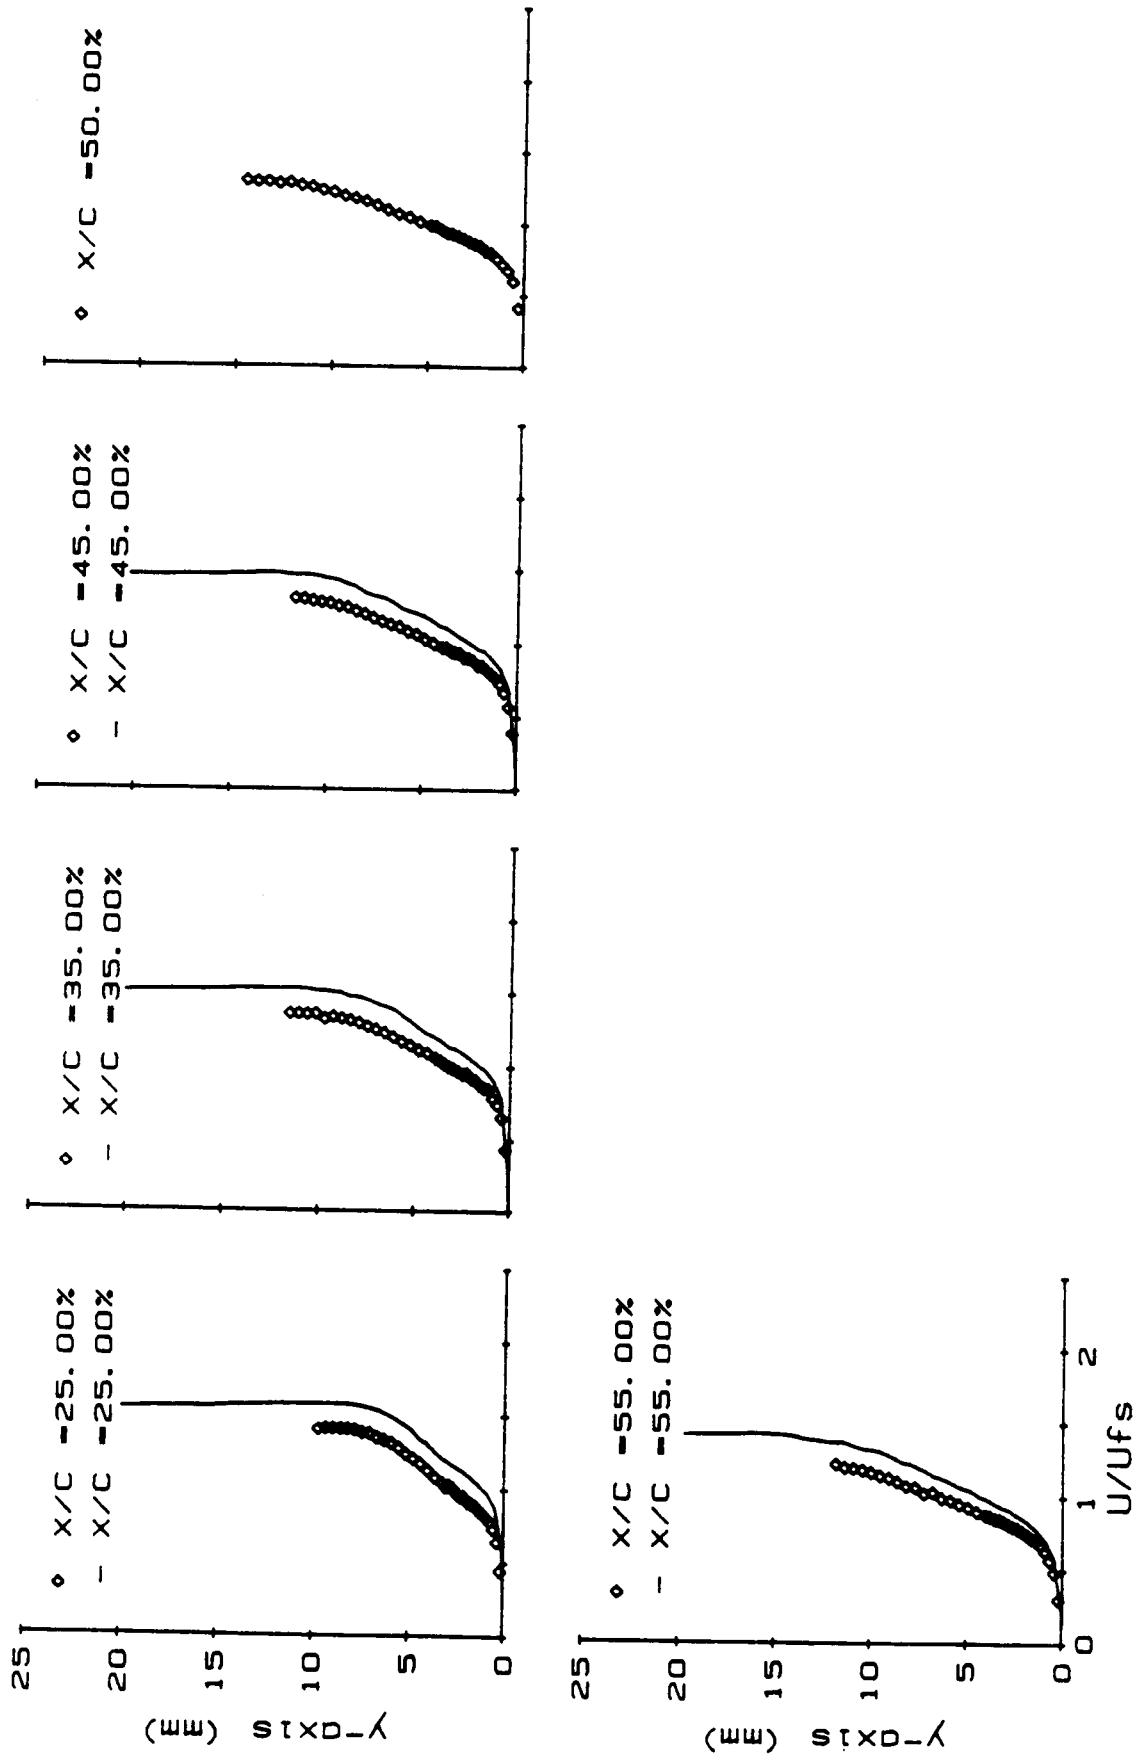 ◇ X/C =25.00%
— X/C =25.00%
◇ X/C =35.00%
— X/C =35.00%
◇ X/C =45.00%
— X/C =45.00%
◇ X/C =50.00%
25
20
15
10
5
0
y-axis (mm)
◇ X/C =55.00%
— X/C =55.00%
25
20
15
10
5
0
y-axis (mm)
0 1 2
U/Ufs